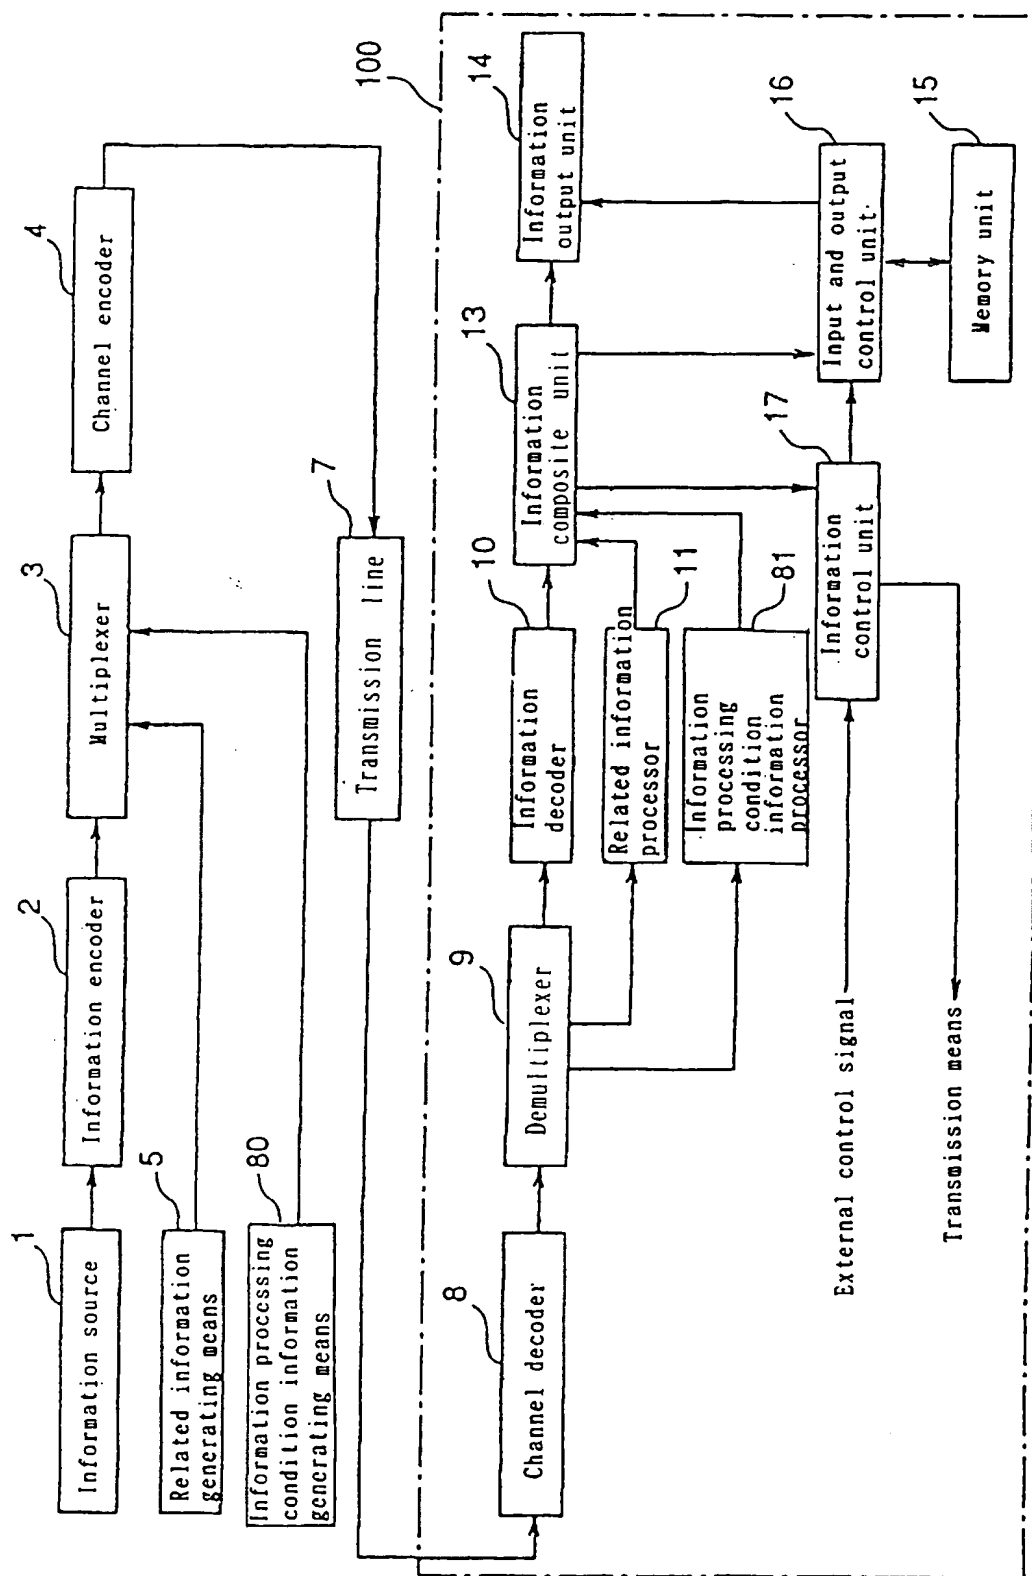 1
Information source
2
Information encoder
3
Multiplexer
4
Channel encoder
5
Related information
generating means
80
Information processing
condition information
generating means
7
Transmission line
100
8
Channel decoder
9
Demultiplexer
10
Information
decoder
11
Related information
processor
81
Information
processing
condition
information
processor
13
Information
composite unit
14
Information
output unit
17
Information
control unit
16
Input and output
control unit
15
Memory unit
External control signal
Transmission means